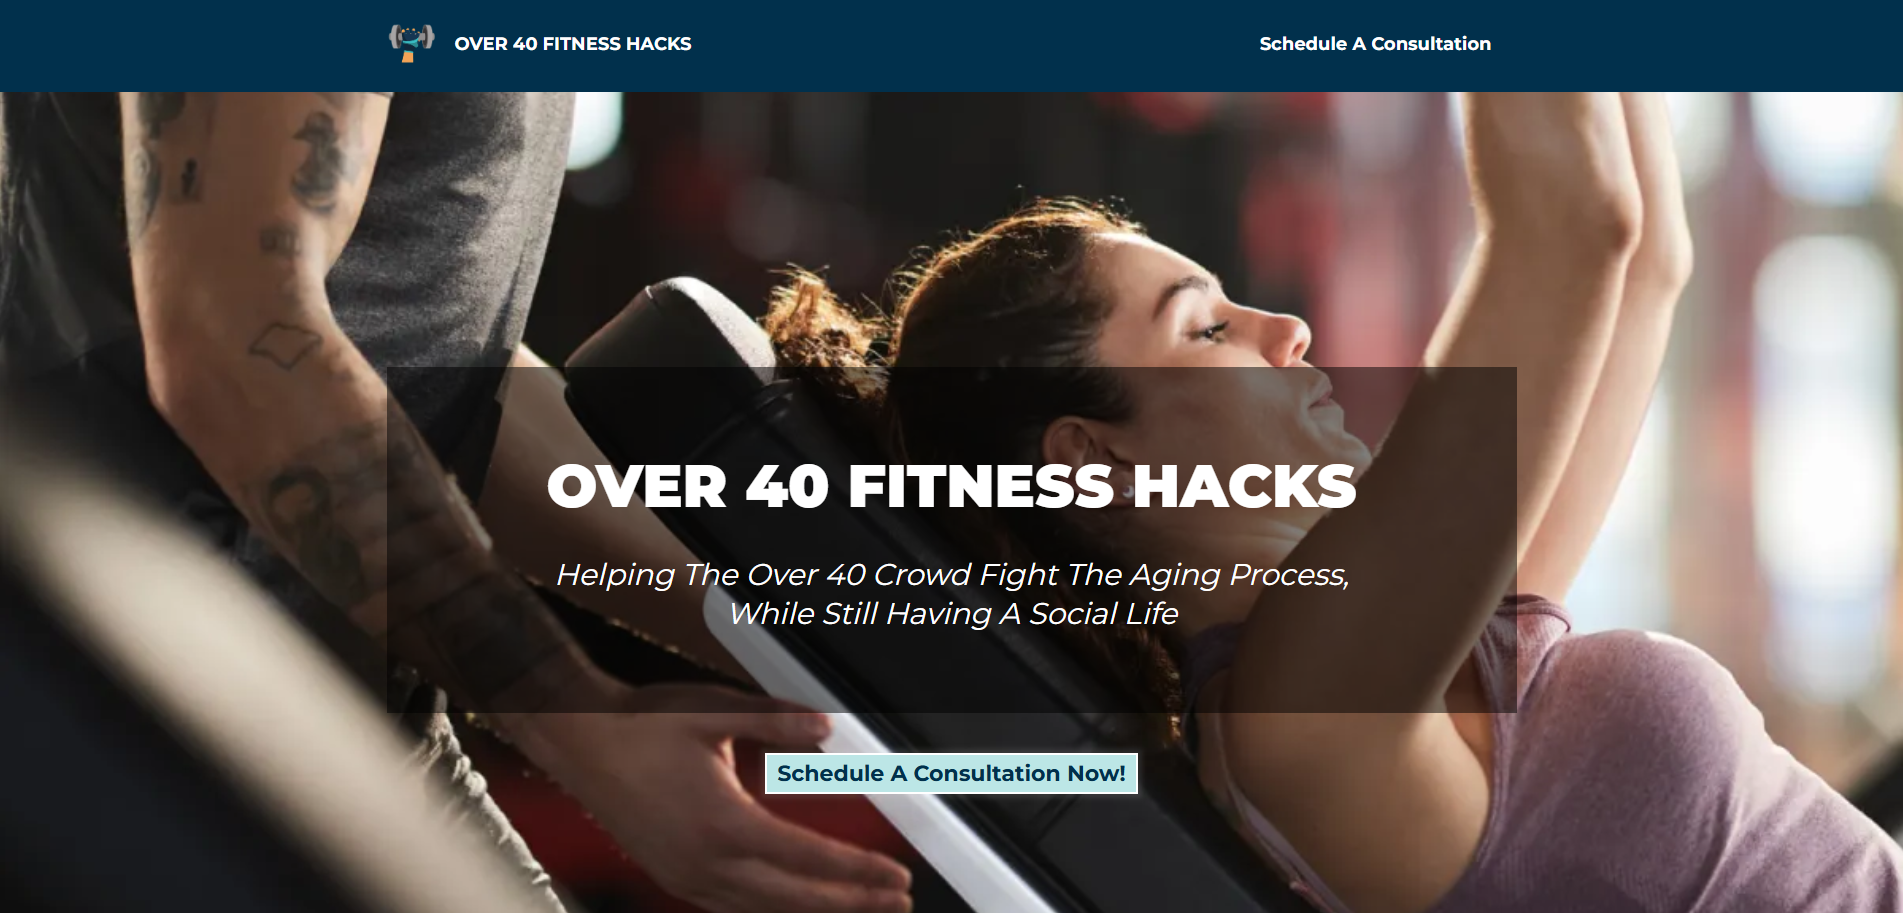 OVER 40 FITNESS HACKS
Schedule A Consultation
OVER 40 FITNESS HACKS
Helping The Over 40 Crowd Fight The Aging Process,
While Still Having A Social Life
Schedule A Consultation Now!